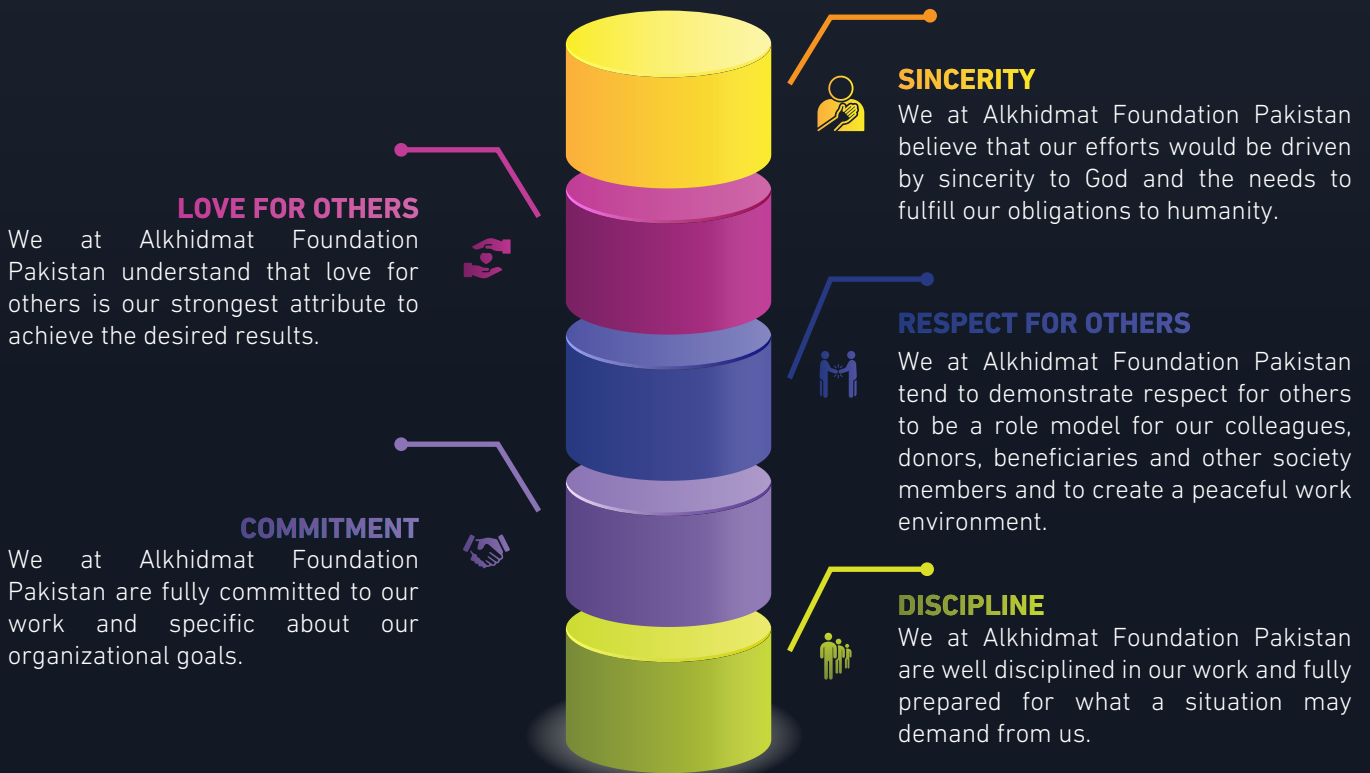 SINCERITY
We at Alkhidmat Foundation Pakistan
believe that our efforts would be driven
by sincerity to God and the needs to
fulfill our obligations to humanity.
LOVE FOR OTHERS
We at Alkhidmat Foundation
Pakistan understand that love for
others is our strongest attribute to
achieve the desired results.
RESPECT FOR OTHERS
We at Alkhidmat Foundation Pakistan
tend to demonstrate respect for others
to be a role model for our colleagues,
donors, beneficiaries and other society
members and to create a peaceful work
environment.
COMMITMENT
We at Alkhidmat Foundation
Pakistan are fully committed to our
work and specific about our
organizational goals.
DISCIPLINE
We at Alkhidmat Foundation Pakistan
are well disciplined in our work and fully
prepared for what a situation may
demand from us.